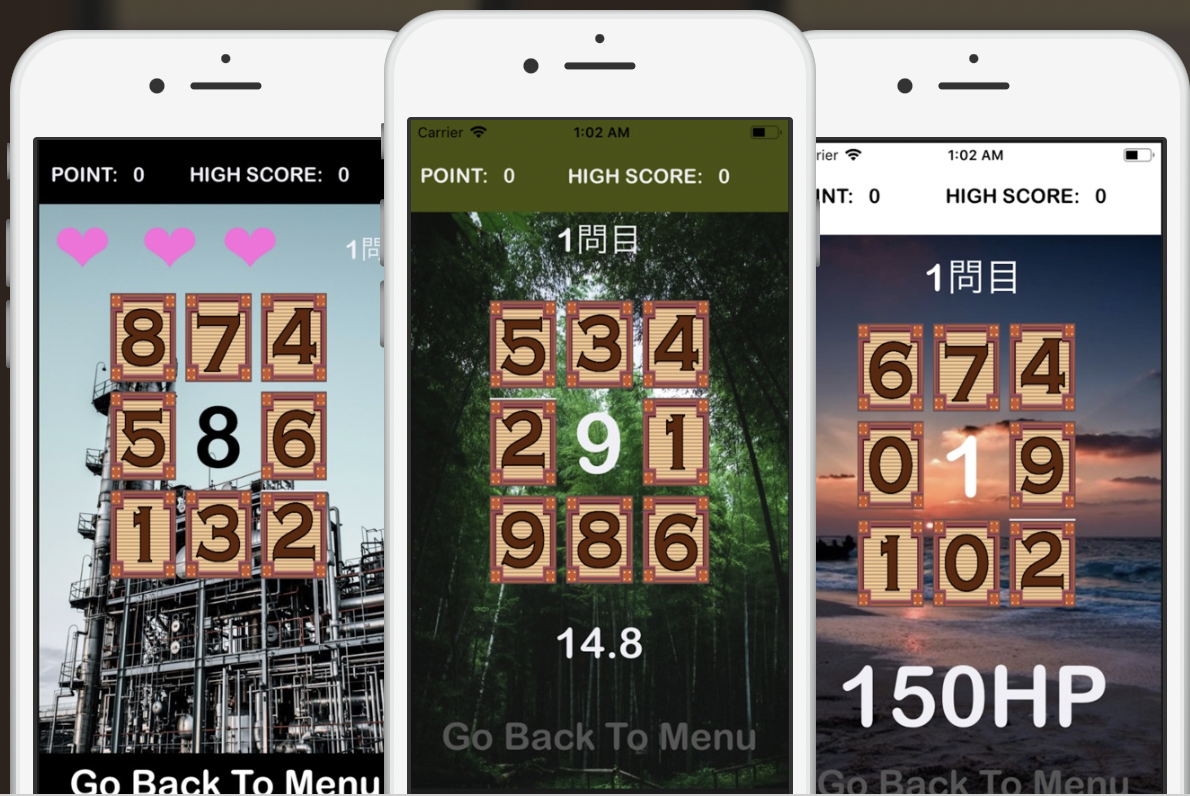 POINT: 0 HIGH SCORE: 0
1問
8 7 4
5 8 6
1 3 2
Go Back To Menu
Carrier 1:02 AM
POINT: 0 HIGH SCORE: 0
1問目
5 3 4
2 9 1
9 8 6
14.8
Go Back To Menu
rier 1:02 AM
INT: 0 HIGH SCORE: 0
1問目
6 7 4
0 1 9
1 0 2
150HP
Go Back To Menu